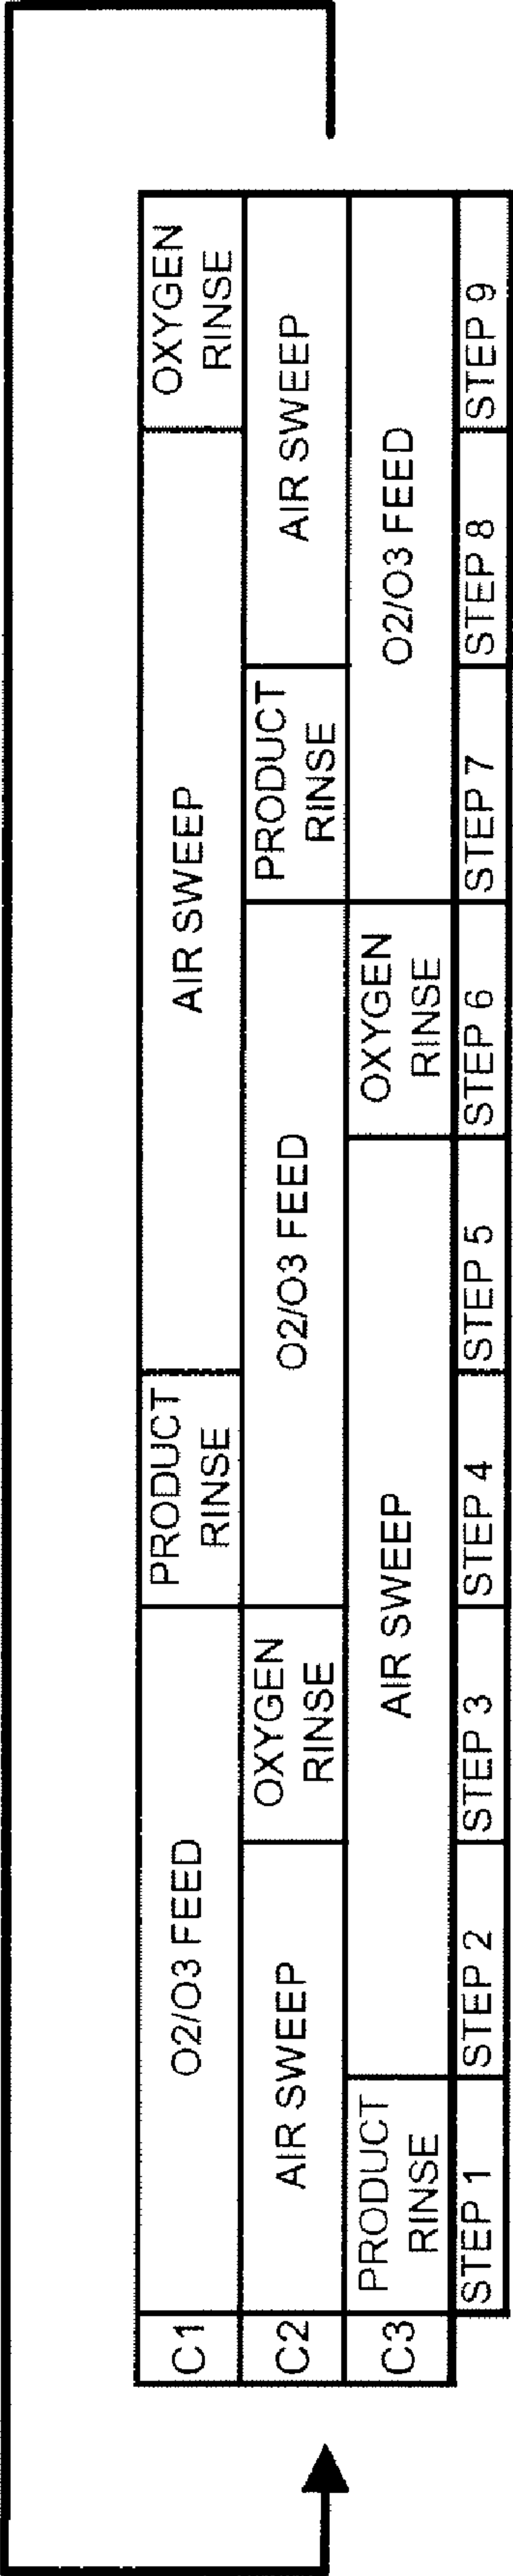 C1
O2/O3 FEED
PRODUCT
RINSE
AIR SWEEP
OXYGEN
RINSE
C2
AIR SWEEP
OXYGEN
RINSE
O2/O3 FEED
PRODUCT
RINSE
AIR SWEEP
C3
PRODUCT
RINSE
AIR SWEEP
OXYGEN
RINSE
O2/O3 FEED
STEP 1
STEP 2
STEP 3
STEP 4
STEP 5
STEP 6
STEP 7
STEP 8
STEP 9